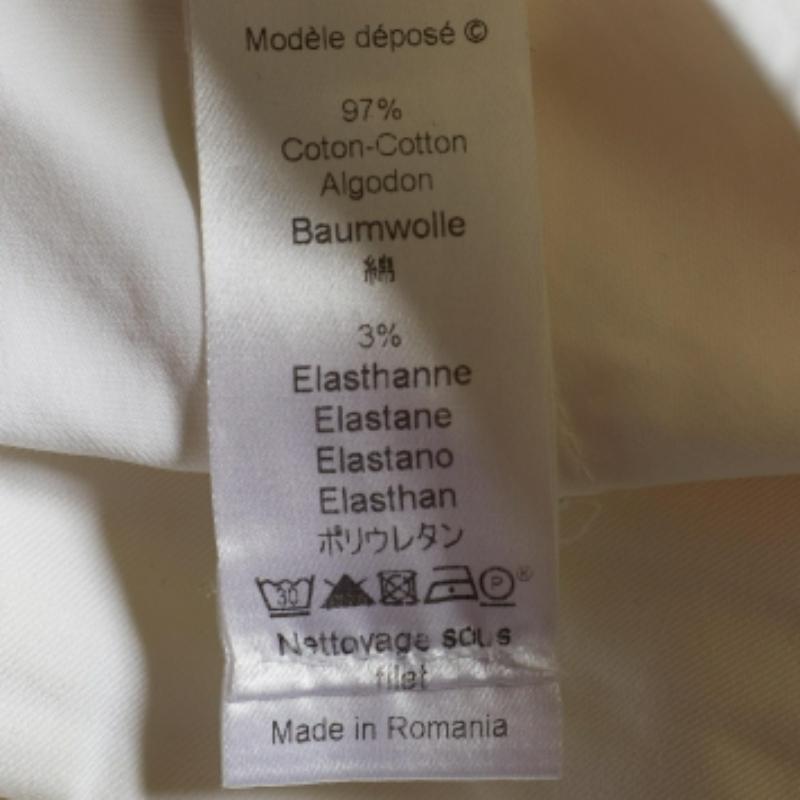 Modèle déposé ©
97%
Coton-Cotton
Algodon
Baumwolle
綿
3%
Elasthanne
Elastane
Elastano
Elasthan
ポリウレタン
30 P ®
Nettoyage sous
filet
Made in Romania